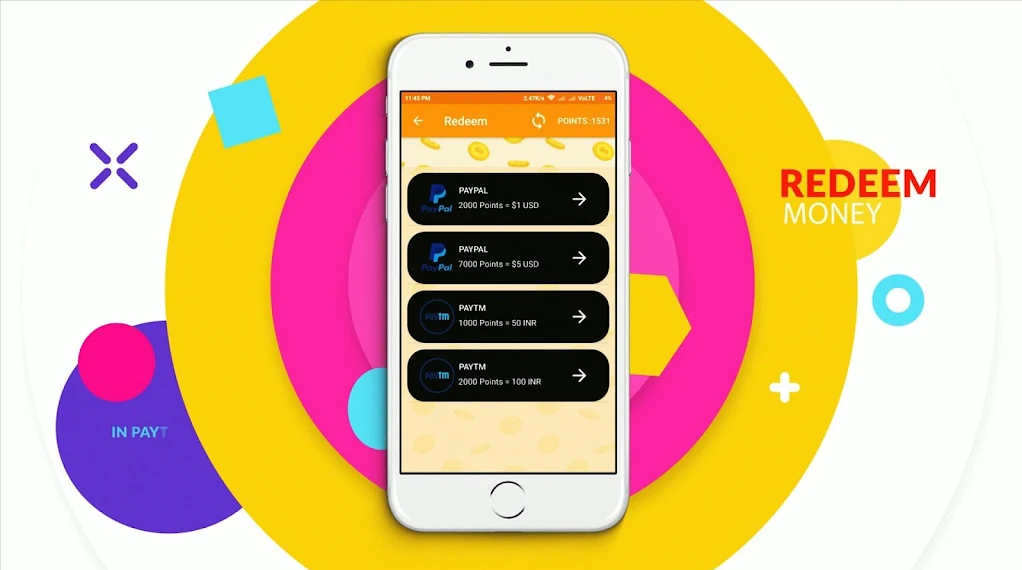 11:45 PM 2.47K/s VoLTE 4%
Redeem POINTS :1531
PayPal
PAYPAL
2000 Points = $1 USD
PayPal
PAYPAL
7000 Points = $5 USD
paytm
PAYTM
1000 Points = 50 INR
paytm
PAYTM
2000 Points = 100 INR
REDEEM
MONEY
IN PAYT